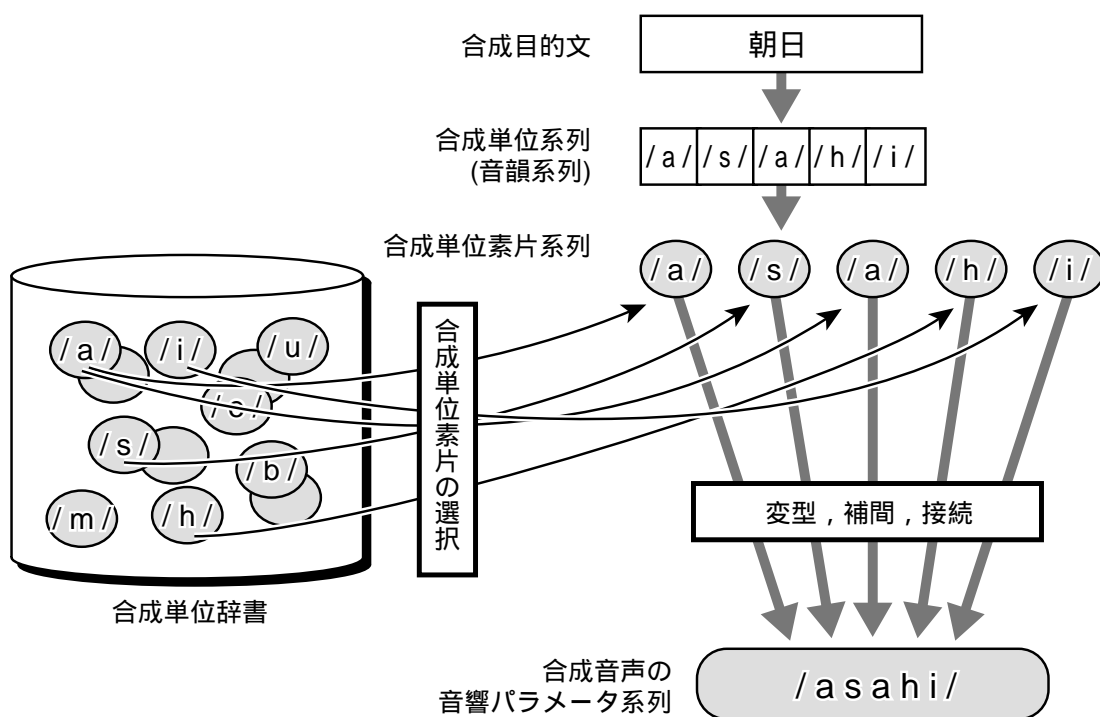 合成目的文
朝日
合成単位系列
(音韻系列)
/a/ /s/ /a/ /h/ /i/
合成単位素片系列
/a/ /s/ /a/ /h/ /i/
/a/ /i/ /u/
/s/ /b/
/m/ /h/
合成単位素片の選択
変型，補間，接続
合成単位辞書
合成音声の
音響パラメータ系列
/asahi/